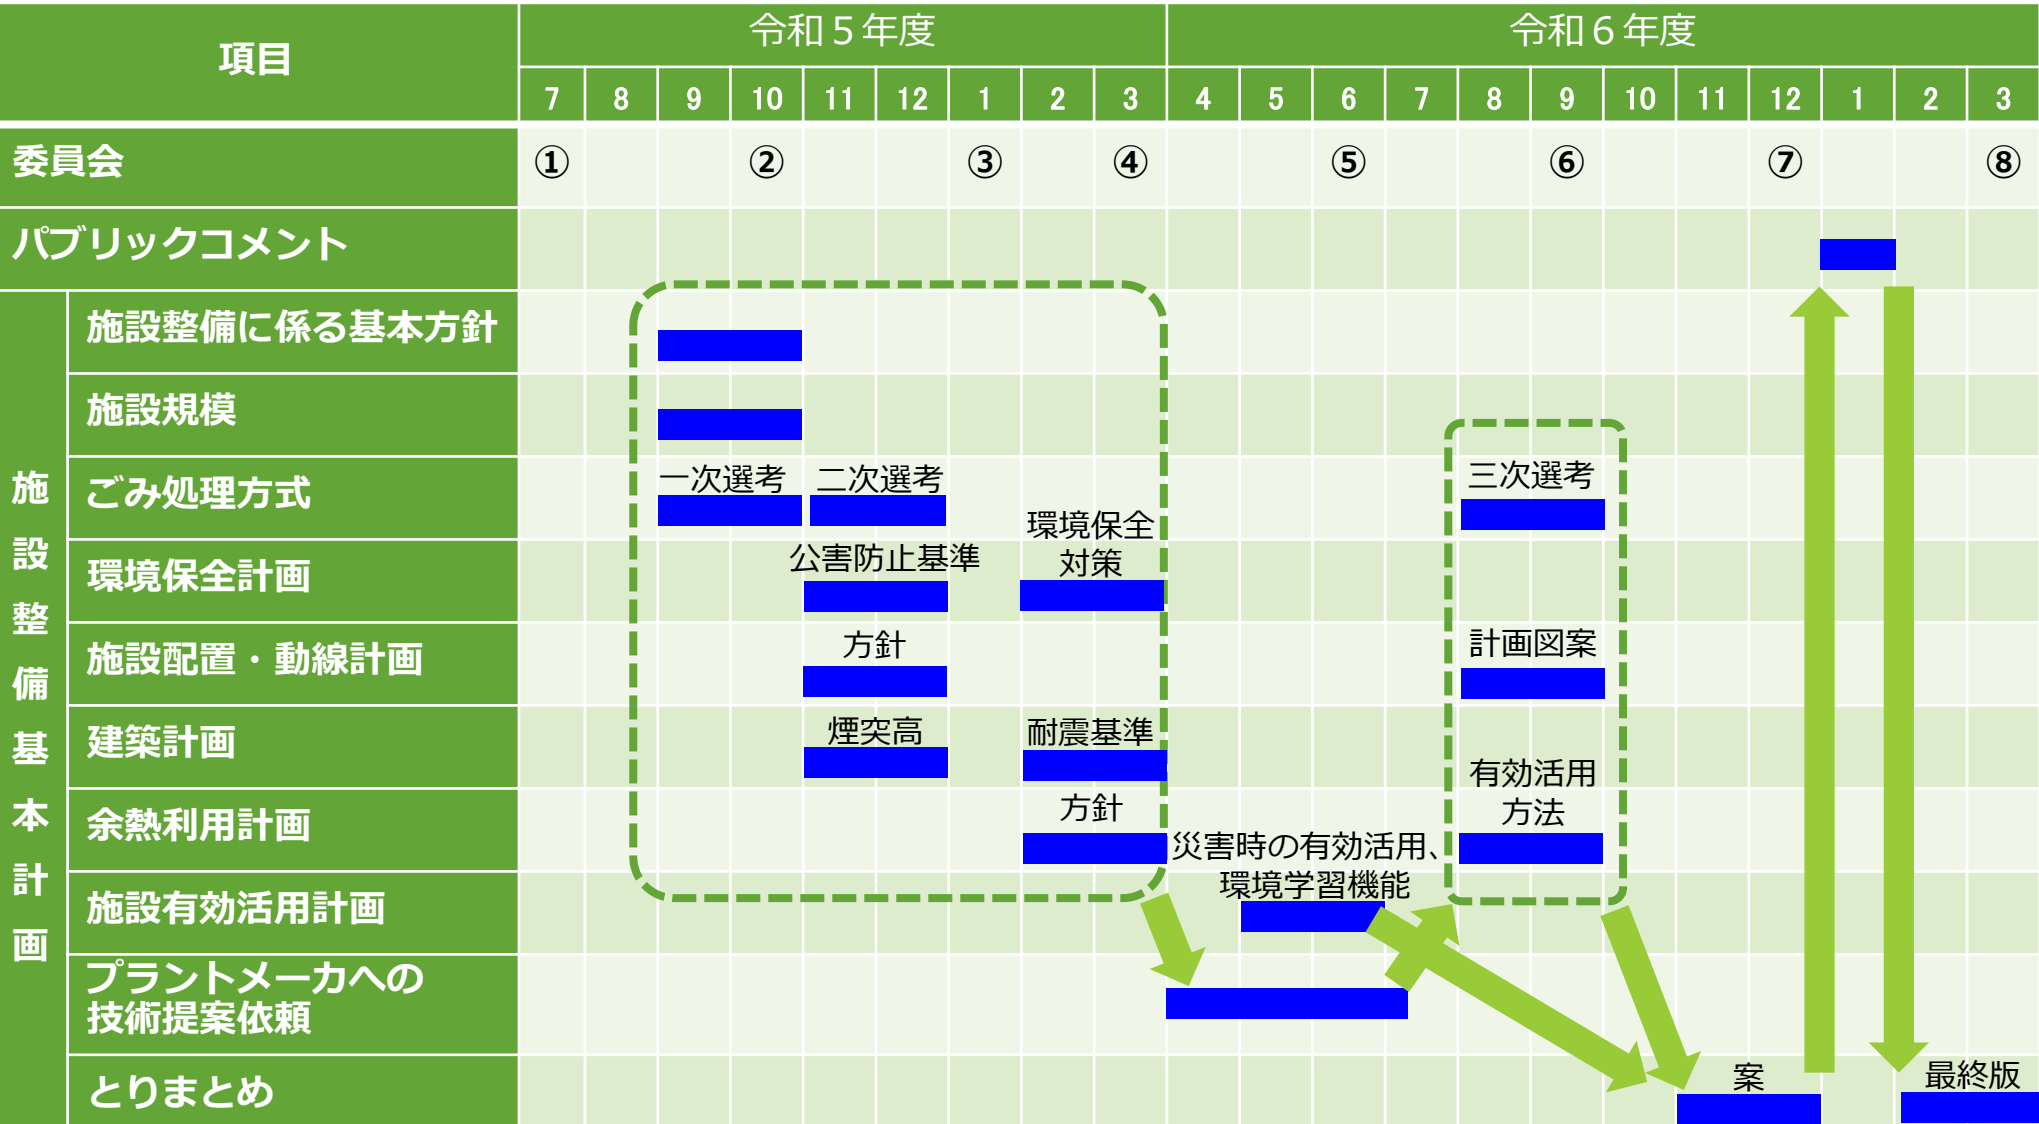 項目
令和５年度
令和６年度
7 8 9 10 11 12 1 2 3 4 5 6 7 8 9 10 11 12 1 2 3
委員会
① ② ③ ④ ⑤ ⑥ ⑦ ⑧
パブリックコメント
施設整備基本計画
施設整備に係る基本方針
施設規模
ごみ処理方式
一次選考
二次選考
三次選考
環境保全計画
公害防止基準
環境保全
対策
施設配置・動線計画
方針
計画図案
建築計画
煙突高
耐震基準
余熱利用計画
方針
有効活用
方法
施設有効活用計画
災害時の有効活用、
環境学習機能
プラントメーカへの
技術提案依頼
とりまとめ
案
最終版